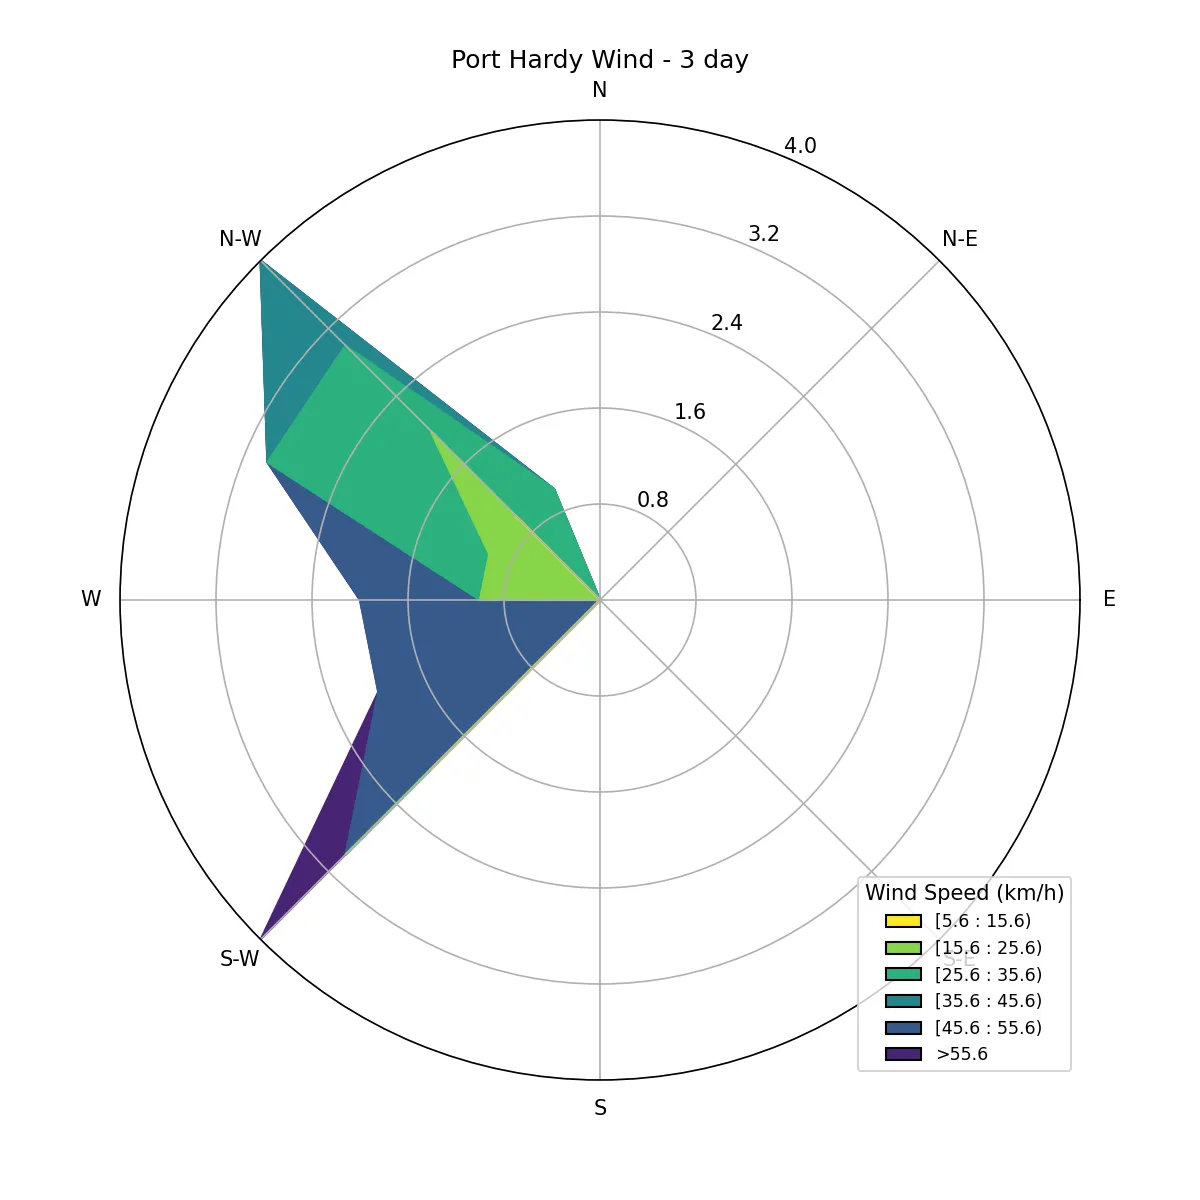 Port Hardy Wind - 3 day
N
4.0
N-W
N-E
3.2
2.4
1.6
0.8
W
E
Wind Speed (km/h)
[5.6 : 15.6)
[15.6 : 25.6)
S-W
S-E
[25.6 : 35.6)
[35.6 : 45.6)
[45.6 : 55.6)
>55.6
S